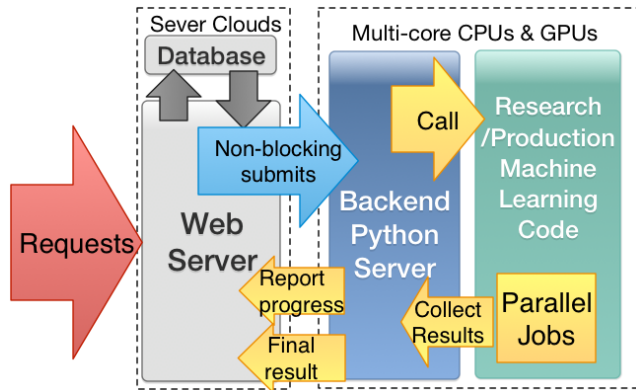 Sever Clouds
Multi-core CPUs & GPUs
Database
Call
Research
/Production
Machine
Learning
Code
Non-blocking
submits
Requests
Web
Server
Backend
Python
Server
Report
progress
Collect
Results
Parallel
Jobs
Final
result